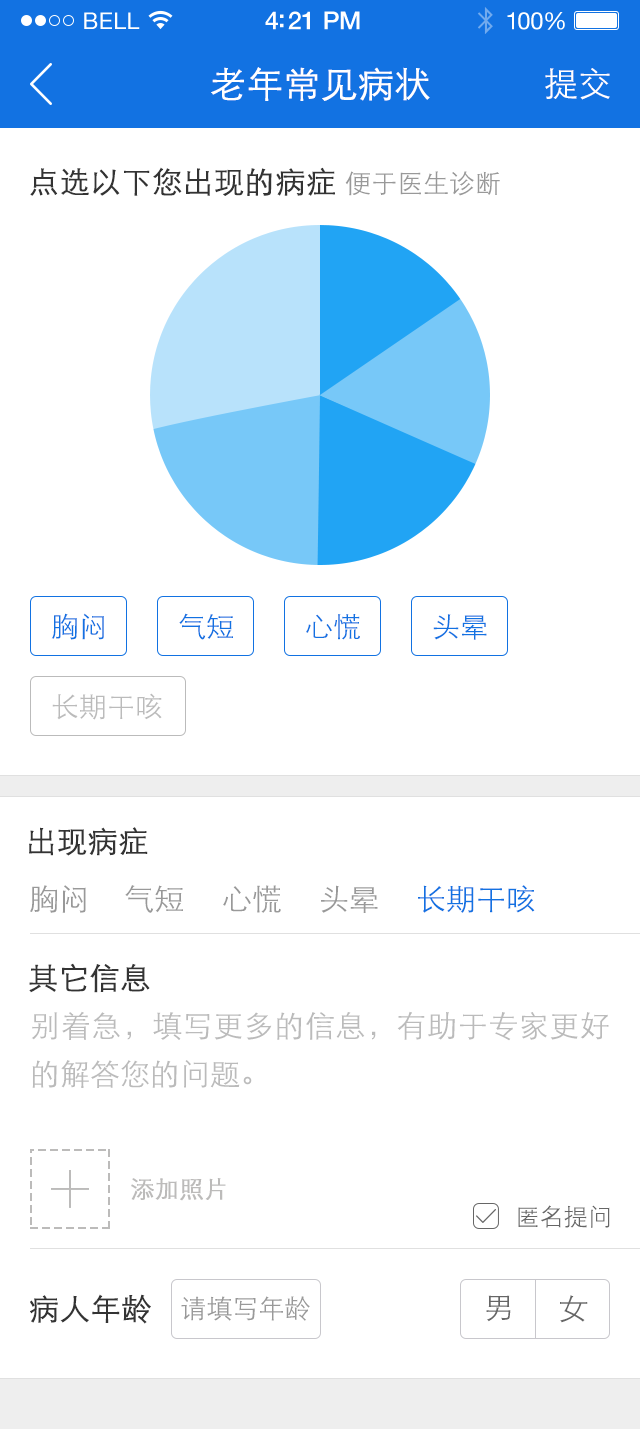 BELL 4:21 PM 100%
老年常见病状 提交
点选以下您出现的病症 便于医生诊断
胸闷 气短 心慌 头晕
长期干咳
出现病症
胸闷 气短 心慌 头晕 长期干咳
其它信息
别着急，填写更多的信息，有助于专家更好
的解答您的问题。
添加照片
匿名提问
病人年龄 请填写年龄 男 女